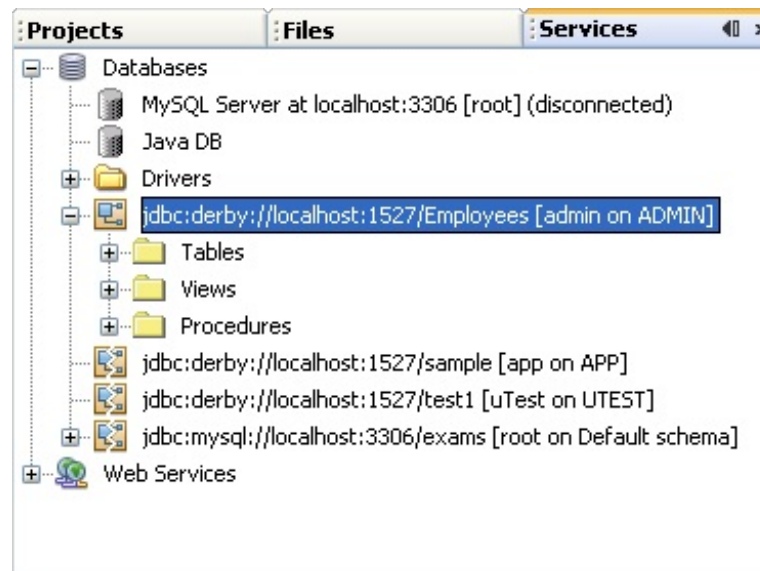 Projects Files Services
Databases
MySQL Server at localhost:3306 [root] (disconnected)
Java DB
Drivers
jdbc:derby://localhost:1527/Employees [admin on ADMIN]
Tables
Views
Procedures
jdbc:derby://localhost:1527/sample [app on APP]
jdbc:derby://localhost:1527/test1 [uTest on UTEST]
jdbc:mysql://localhost:3306/exams [root on Default schema]
Web Services